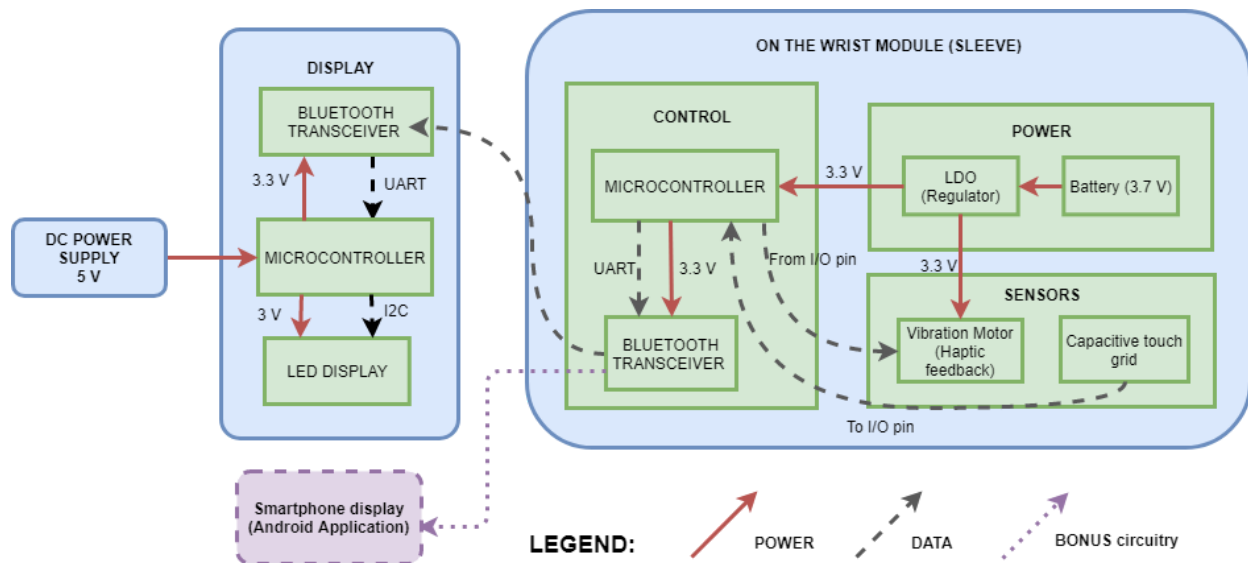 DC POWER
SUPPLY
5 V
DISPLAY
BLUETOOTH
TRANSCEIVER
3.3 V
UART
MICROCONTROLLER
3 V
I2C
LED DISPLAY
ON THE WRIST MODULE (SLEEVE)
CONTROL
MICROCONTROLLER
UART
3.3 V
BLUETOOTH
TRANSCEIVER
From I/O pin
3.3 V
POWER
LDO
(Regulator)
Battery (3.7 V)
3.3 V
SENSORS
Vibration Motor
(Haptic
feedback)
Capacitive touch
grid
To I/O pin
Smartphone display
(Android Application)
LEGEND:
POWER
DATA
BONUS circuitry